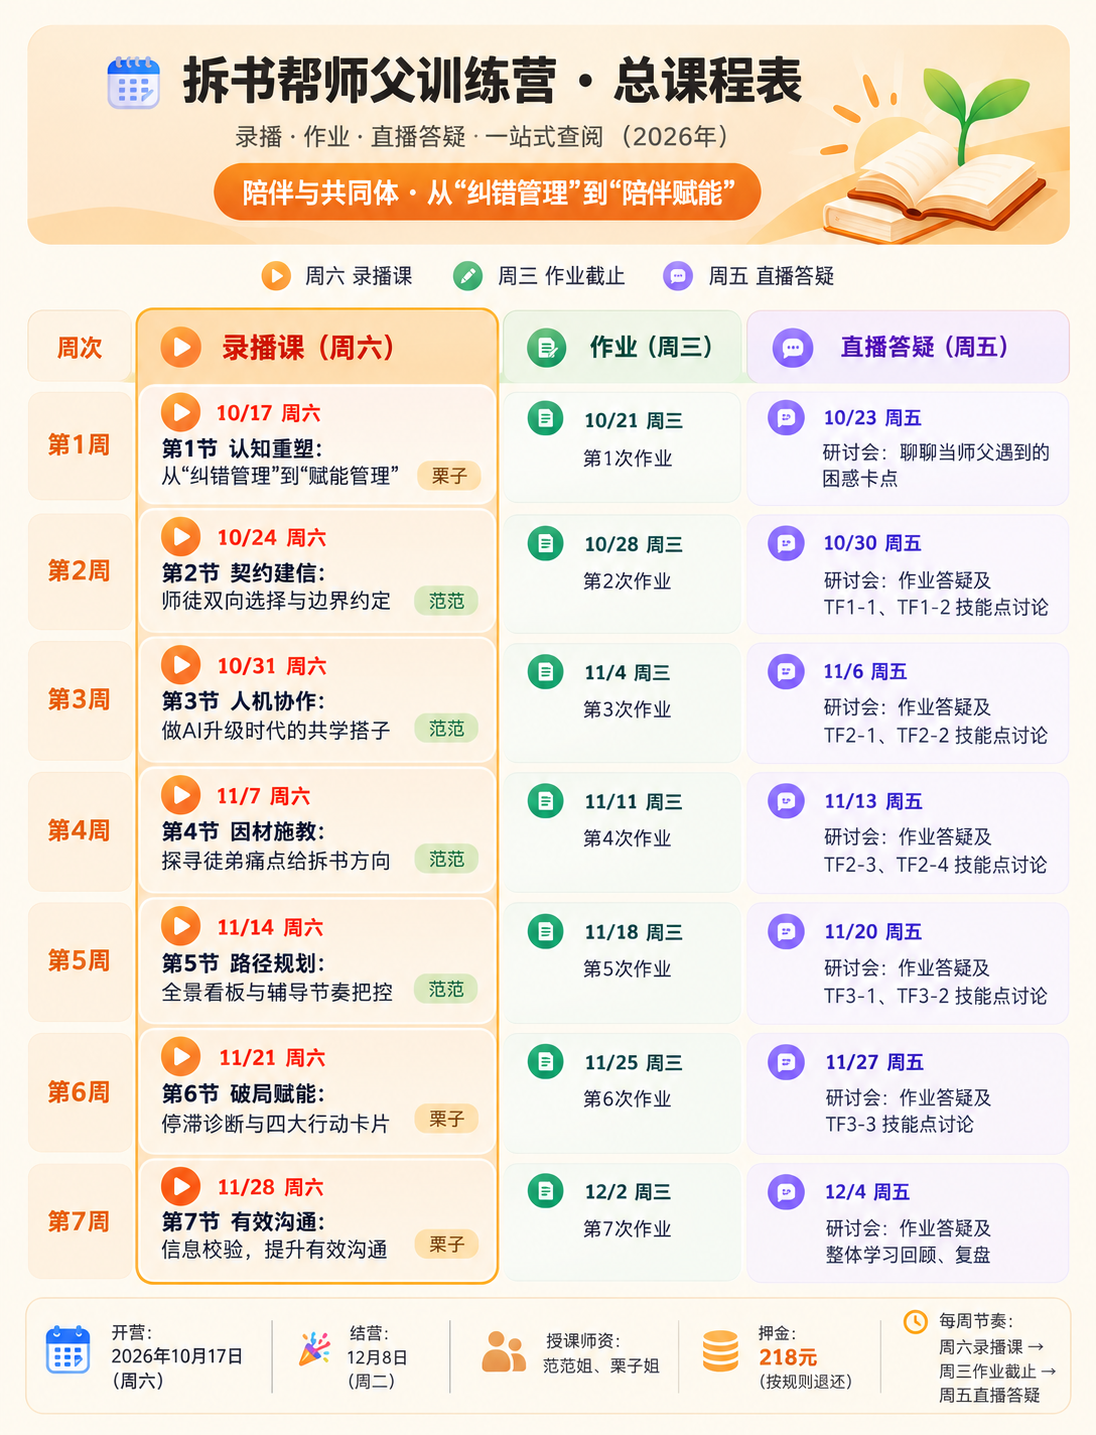 拆书帮师父训练营 · 总课程表
录播 · 作业 · 直播答疑 · 一站式查阅 （2026年）
陪伴与共同体 · 从“纠错管理”到“陪伴赋能”
周六 录播课
周三 作业截止
周五 直播答疑
周次
录播课（周六）
作业（周三）
直播答疑（周五）
第1周
10/17 周六
第1节 认知重塑：
从“纠错管理”到“赋能管理”
栗子
10/21 周三
第1次作业
10/23 周五
研讨会：聊聊当师父遇到的
困惑卡点
第2周
10/24 周六
第2节 契约建信：
师徒双向选择与边界约定
范范
10/28 周三
第2次作业
10/30 周五
研讨会：作业答疑及
TF1-1、TF1-2 技能点讨论
第3周
10/31 周六
第3节 人机协作：
做AI升级时代的共学搭子
范范
11/4 周三
第3次作业
11/6 周五
研讨会：作业答疑及
TF2-1、TF2-2 技能点讨论
第4周
11/7 周六
第4节 因材施教：
探寻徒弟痛点给拆书方向
范范
11/11 周三
第4次作业
11/13 周五
研讨会：作业答疑及
TF2-3、TF2-4 技能点讨论
第5周
11/14 周六
第5节 路径规划：
全景看板与辅导节奏把控
范范
11/18 周三
第5次作业
11/20 周五
研讨会：作业答疑及
TF3-1、TF3-2 技能点讨论
第6周
11/21 周六
第6节 破局赋能：
停滞诊断与四大行动卡片
栗子
11/25 周三
第6次作业
11/27 周五
研讨会：作业答疑及
TF3-3 技能点讨论
第7周
11/28 周六
第7节 有效沟通：
信息校验，提升有效沟通
栗子
12/2 周三
第7次作业
12/4 周五
研讨会：作业答疑及
整体学习回顾、复盘
开营：
2026年10月17日
（周六）
结营：
12月8日
（周二）
授课师资：
范范姐、栗子姐
押金：
218元
（按规则退还）
每周节奏：
周六录播课 →
周三作业截止 →
周五直播答疑